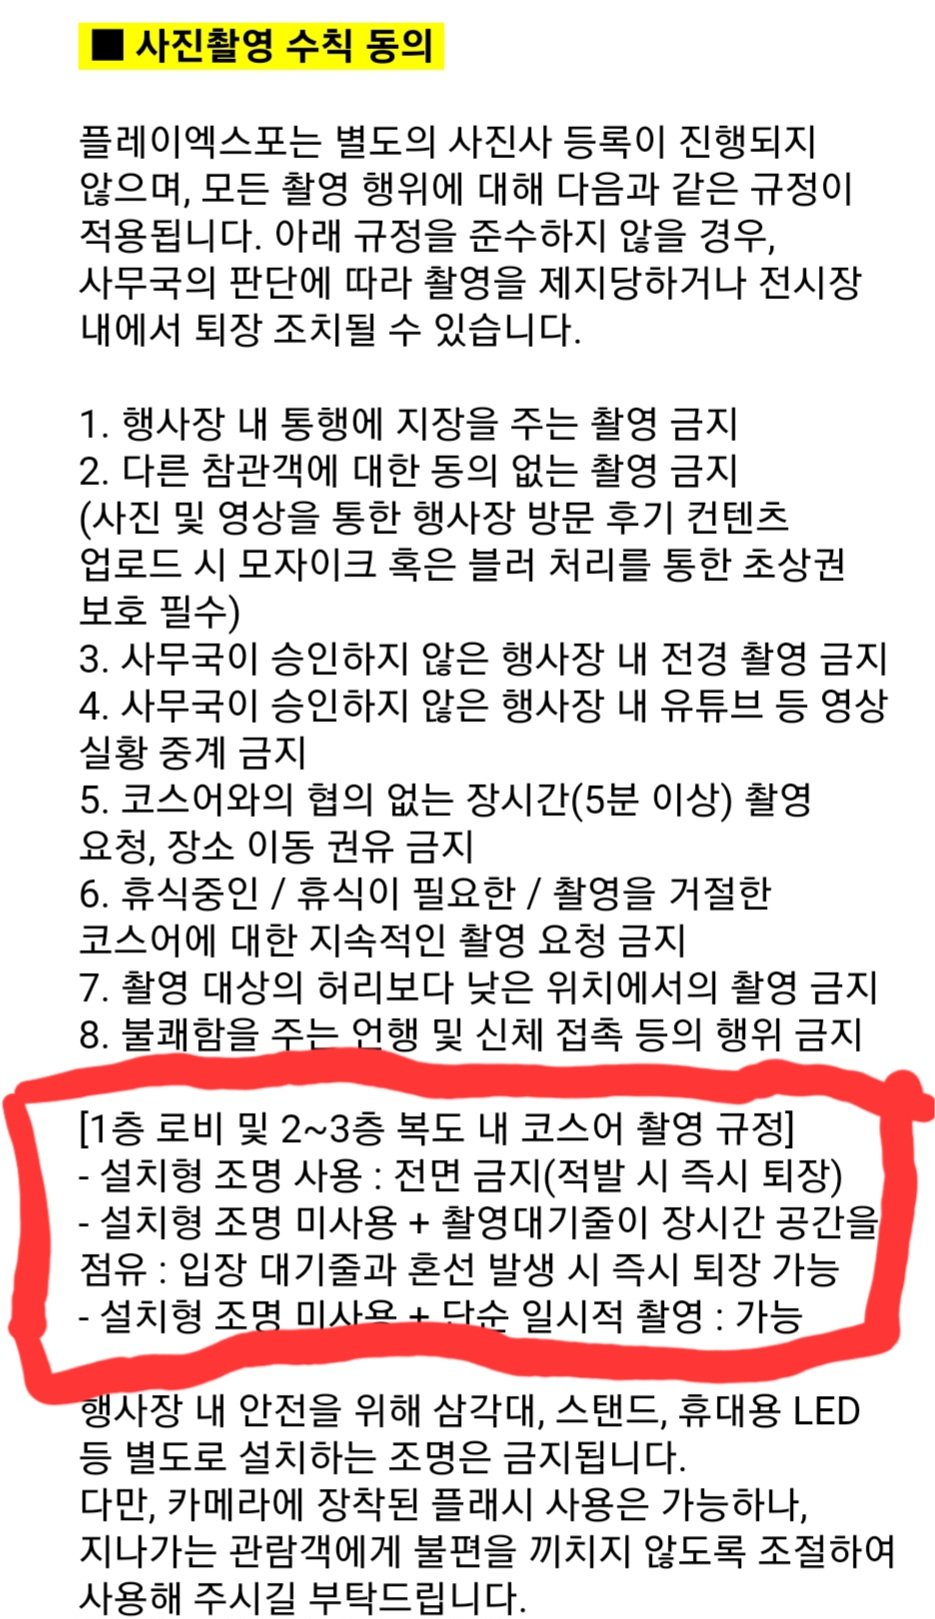 ■ 사진촬영 수칙 동의
플레이엑스포는 별도의 사진사 등록이 진행되지
않으며, 모든 촬영 행위에 대해 다음과 같은 규정이
적용됩니다. 아래 규정을 준수하지 않을 경우,
사무국의 판단에 따라 촬영을 제지당하거나 전시장
내에서 퇴장 조치될 수 있습니다.
1. 행사장 내 통행에 지장을 주는 촬영 금지
2. 다른 참관객에 대한 동의 없는 촬영 금지
(사진 및 영상을 통한 행사장 방문 후기 컨텐츠
업로드 시 모자이크 혹은 블러 처리를 통한 초상권
보호 필수)
3. 사무국이 승인하지 않은 행사장 내 전경 촬영 금지
4. 사무국이 승인하지 않은 행사장 내 유튜브 등 영상
실황 중계 금지
5. 코스어와의 협의 없는 장시간(5분 이상) 촬영
요청, 장소 이동 권유 금지
6. 휴식중인 / 휴식이 필요한 / 촬영을 거절한
코스어에 대한 지속적인 촬영 요청 금지
7. 촬영 대상의 허리보다 낮은 위치에서의 촬영 금지
8. 불쾌함을 주는 언행 및 신체 접촉 등의 행위 금지
[1층 로비 및 2~3층 복도 내 코스어 촬영 규정]
- 설치형 조명 사용 : 전면 금지(적발 시 즉시 퇴장)
- 설치형 조명 미사용 + 촬영대기줄이 장시간 공간을
점유 : 입장 대기줄과 혼선 발생 시 즉시 퇴장 가능
- 설치형 조명 미사용 + 단순 일시적 촬영 : 가능
행사장 내 안전을 위해 삼각대, 스탠드, 휴대용 LED
등 별도로 설치하는 조명은 금지됩니다.
다만, 카메라에 장착된 플래시 사용은 가능하나,
지나가는 관람객에게 불편을 끼치지 않도록 조절하여
사용해 주시길 부탁드립니다.